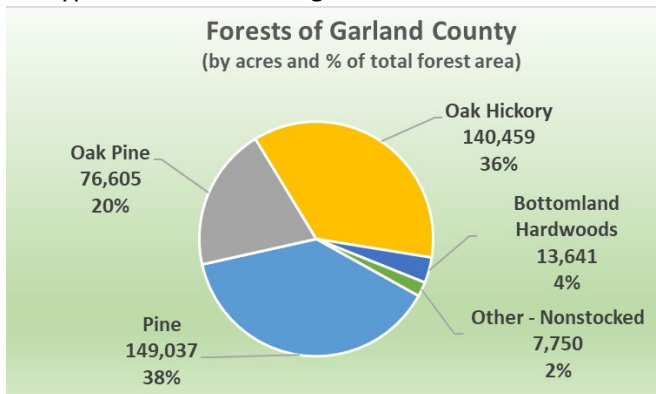 Forests of Garland County
(by acres and % of total forest area)
Oak Hickory
140,459
36%
Oak Pine
76,605
20%
Bottomland
Hardwoods
13,641
4%
Other - Nonstocked
7,750
2%
Pine
149,037
38%